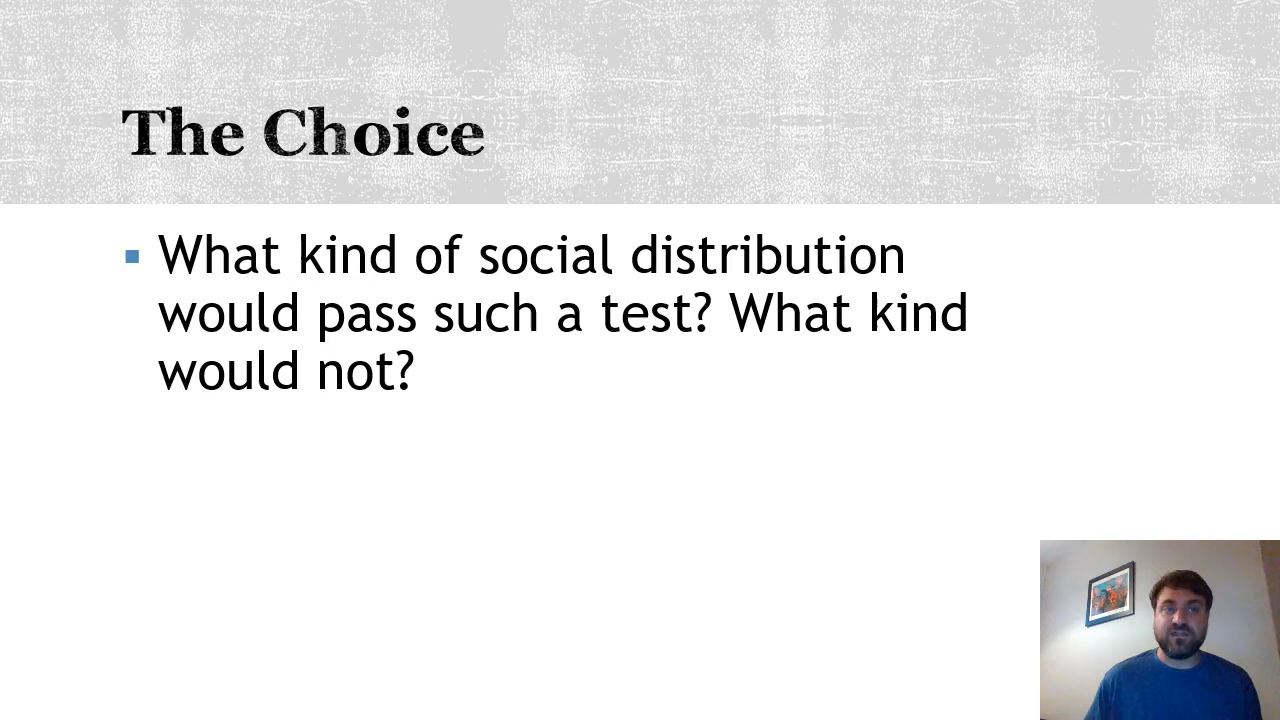 The Choice
What kind of social distribution
would pass such a test? What kind
would not?